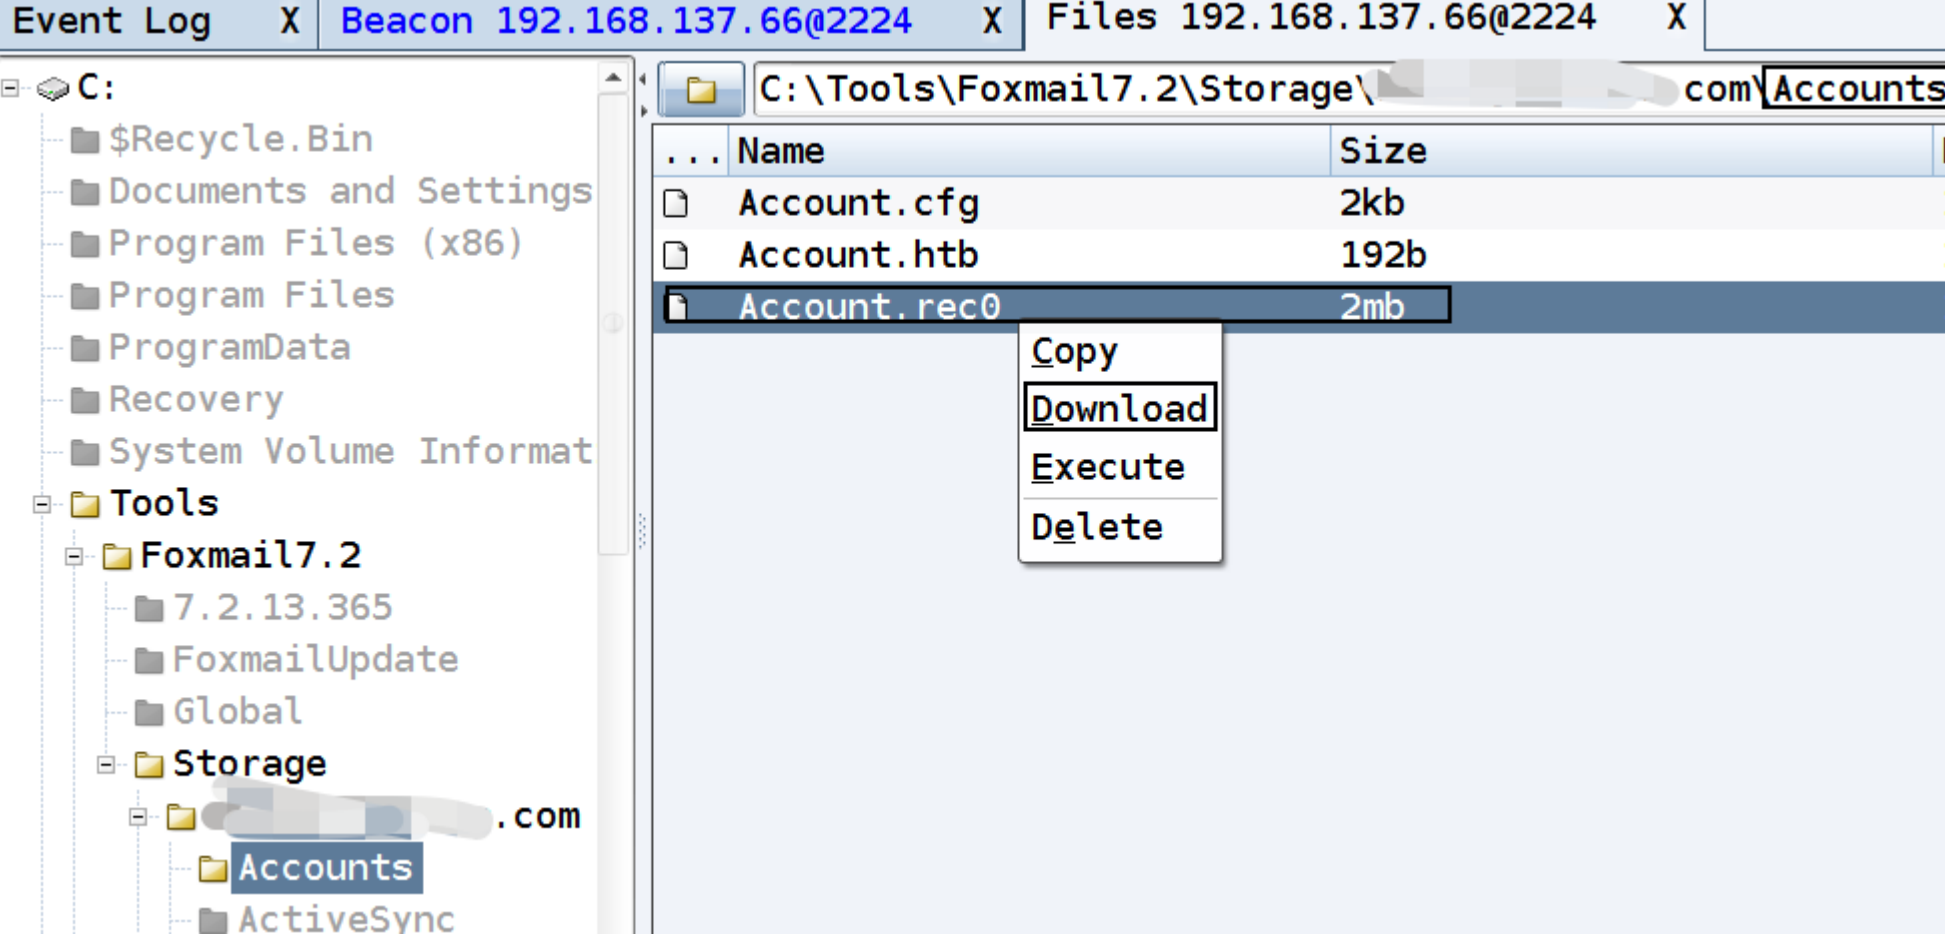 Event Log X Beacon 192.168.137.66@2224 X Files 192.168.137.66@2224 X
C:
$Recycle.Bin
Documents and Settings
Program Files (x86)
Program Files
ProgramData
Recovery
System Volume Informat
Tools
Foxmail7.2
7.2.13.365
FoxmailUpdate
Global
Storage
.com
Accounts
ActiveSync
C:\Tools\Foxmail7.2\Storage\ com\Accounts
... Name Size
Account.cfg 2kb
Account.htb 192b
Account.rec0 2mb
Copy
Download
Execute
Delete